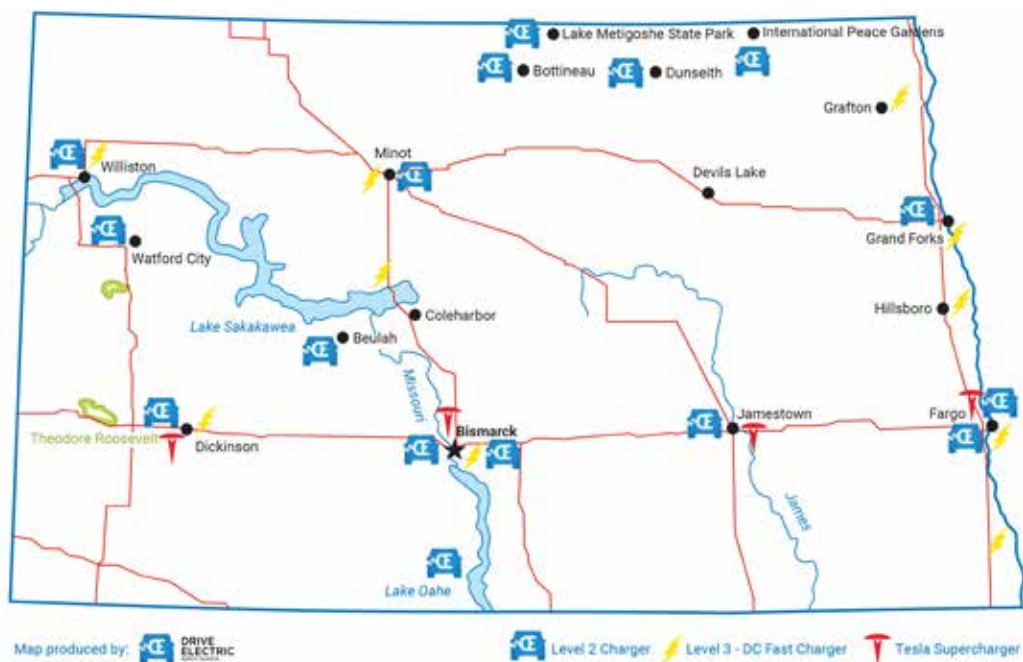 Lake Metigoshe State Park
International Peace Gardens
Bottineau
Dunseith
Grafton
Williston
Minot
Devils Lake
Grand Forks
Watford City
Lake Sakakawea
Coleharbor
Hillsboro
Beulah
Missouri
Theodore Roosevelt
Dickinson
Bismarck
Jamestown
Fargo
James
Lake Oahe
Map produced by:
DRIVE
ELECTRIC
Level 2 Charger
Level 3 - DC Fast Charger
Tesla Supercharger